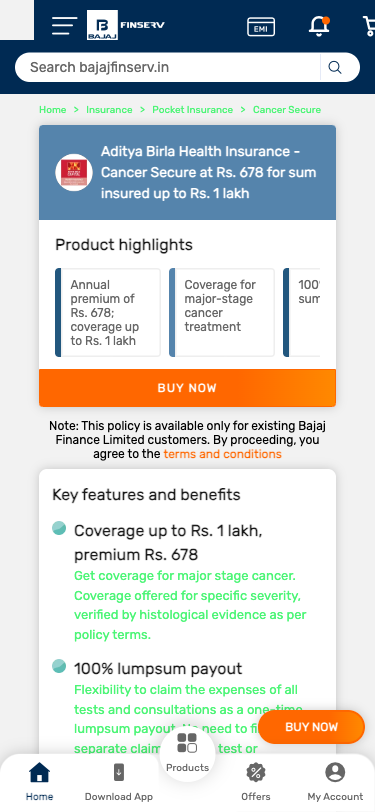 BAJAJ
FINSERV
EMI
Search bajajfinserv.in
Home > Insurance > Pocket Insurance > Cancer Secure
Aditya Birla Health Insurance -
Cancer Secure at Rs. 678 for sum
insured up to Rs. 1 lakh
Product highlights
Annual
premium of
Rs. 678;
coverage up
to Rs. 1 lakh
Coverage for
major-stage
cancer
treatment
100
sum
BUY NOW
Note: This policy is available only for existing Bajaj
Finance Limited customers. By proceeding, you
agree to the terms and conditions
Key features and benefits
Coverage up to Rs. 1 lakh,
premium Rs. 678
Get coverage for major stage cancer.
Coverage offered for specific severity,
verified by histological evidence as per
policy terms.
100% lumpsum payout
Flexibility to claim the expenses of all
tests and consultations as a one-time
lumpsum payout. need to
separate claim test or
BUY NOW
Products
Home
Download App
Offers
My Account